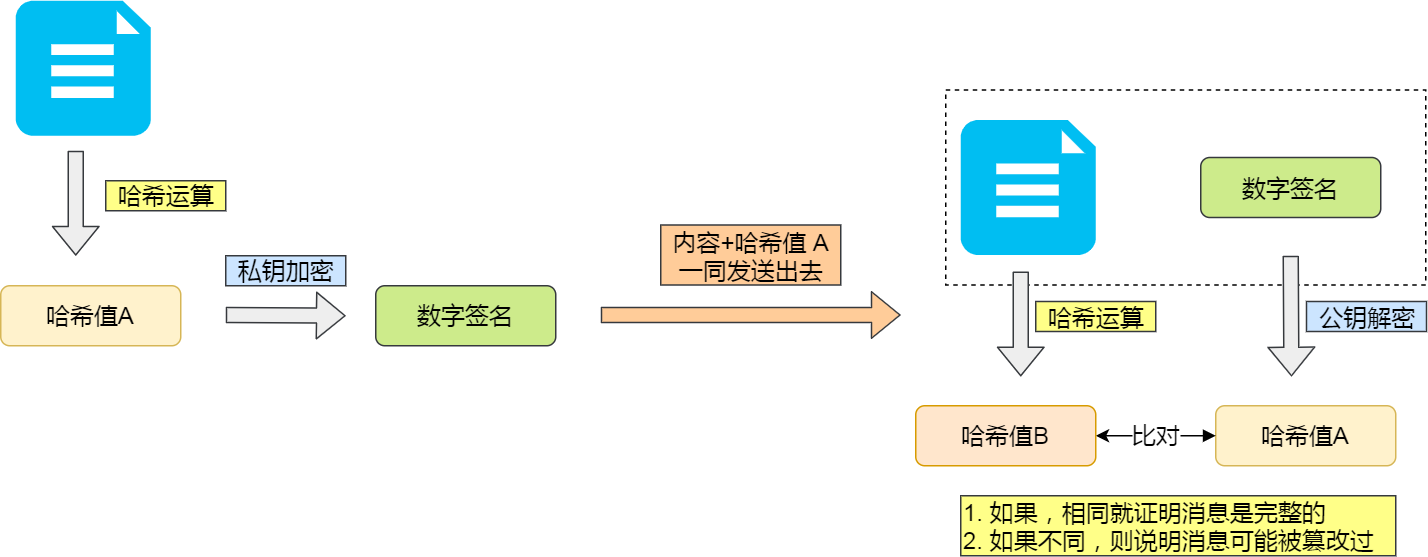 哈希运算
私钥加密
哈希值A
数字签名
内容+哈希值 A
一同发送出去
数字签名
哈希运算
公钥解密
哈希值B
比对
哈希值A
1. 如果，相同就证明消息是完整的
2. 如果不同，则说明消息可能被篡改过